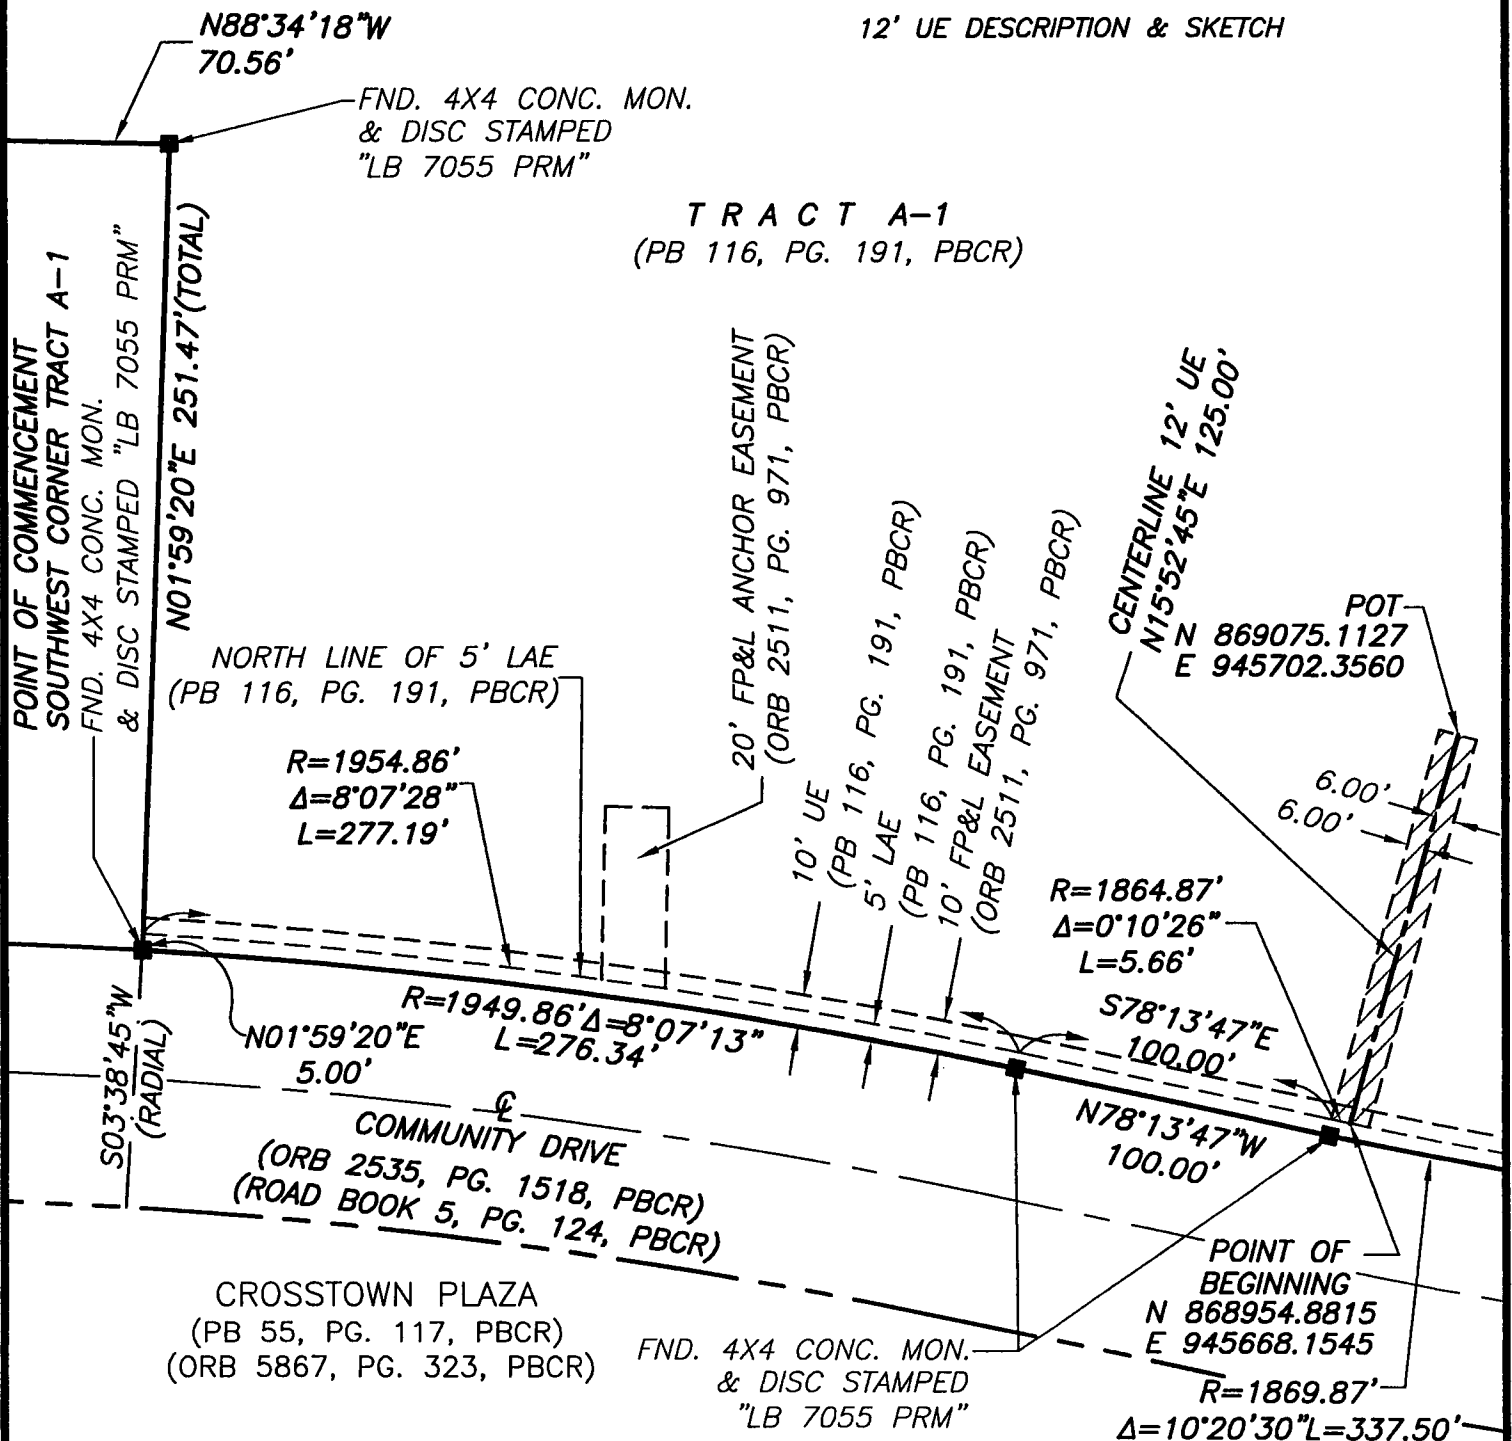 12' UE DESCRIPTION & SKETCH
N88°34'18"W
70.56'
FND. 4X4 CONC. MON.
& DISC STAMPED
"LB 7055 PRM"
T R A C T A-1
(PB 116, PG. 191, PBCR)
POINT OF COMMENCEMENT
SOUTHWEST CORNER TRACT A-1
FND. 4X4 CONC. MON.
& DISC STAMPED "LB 7055 PRM"
N01°59'20"E 251.47'(TOTAL)
NORTH LINE OF 5' LAE
(PB 116, PG. 191, PBCR)
R=1954.86'
Δ=8°07'28"
L=277.19'
20' FP&L ANCHOR EASEMENT
(ORB 2511, PG. 971, PBCR)
10' UE
(PB 116, PG. 191, PBCR)
5' LAE
(PB 116, PG. 191, PBCR)
10' FP&L EASEMENT
(ORB 2511, PG. 971, PBCR)
CENTERLINE 12' UE
N15°52'45"E 125.00'
POT
N 869075.1127
E 945702.3560
6.00'
6.00'
R=1864.87'
Δ=0°10'26"
L=5.66'
S78°13'47"E
100.00'
R=1949.86' Δ=8°07'13"
L=276.34'
N01°59'20"E
5.00'
S03°38'45"W
(RADIAL)
N78°13'47"W
100.00'
℄
COMMUNITY DRIVE
(ORB 2535, PG. 1518, PBCR)
(ROAD BOOK 5, PG. 124, PBCR)
CROSSTOWN PLAZA
(PB 55, PG. 117, PBCR)
(ORB 5867, PG. 323, PBCR)
FND. 4X4 CONC. MON.
& DISC STAMPED
"LB 7055 PRM"
POINT OF
BEGINNING
N 868954.8815
E 945668.1545
R=1869.87'
Δ=10°20'30"L=337.50'